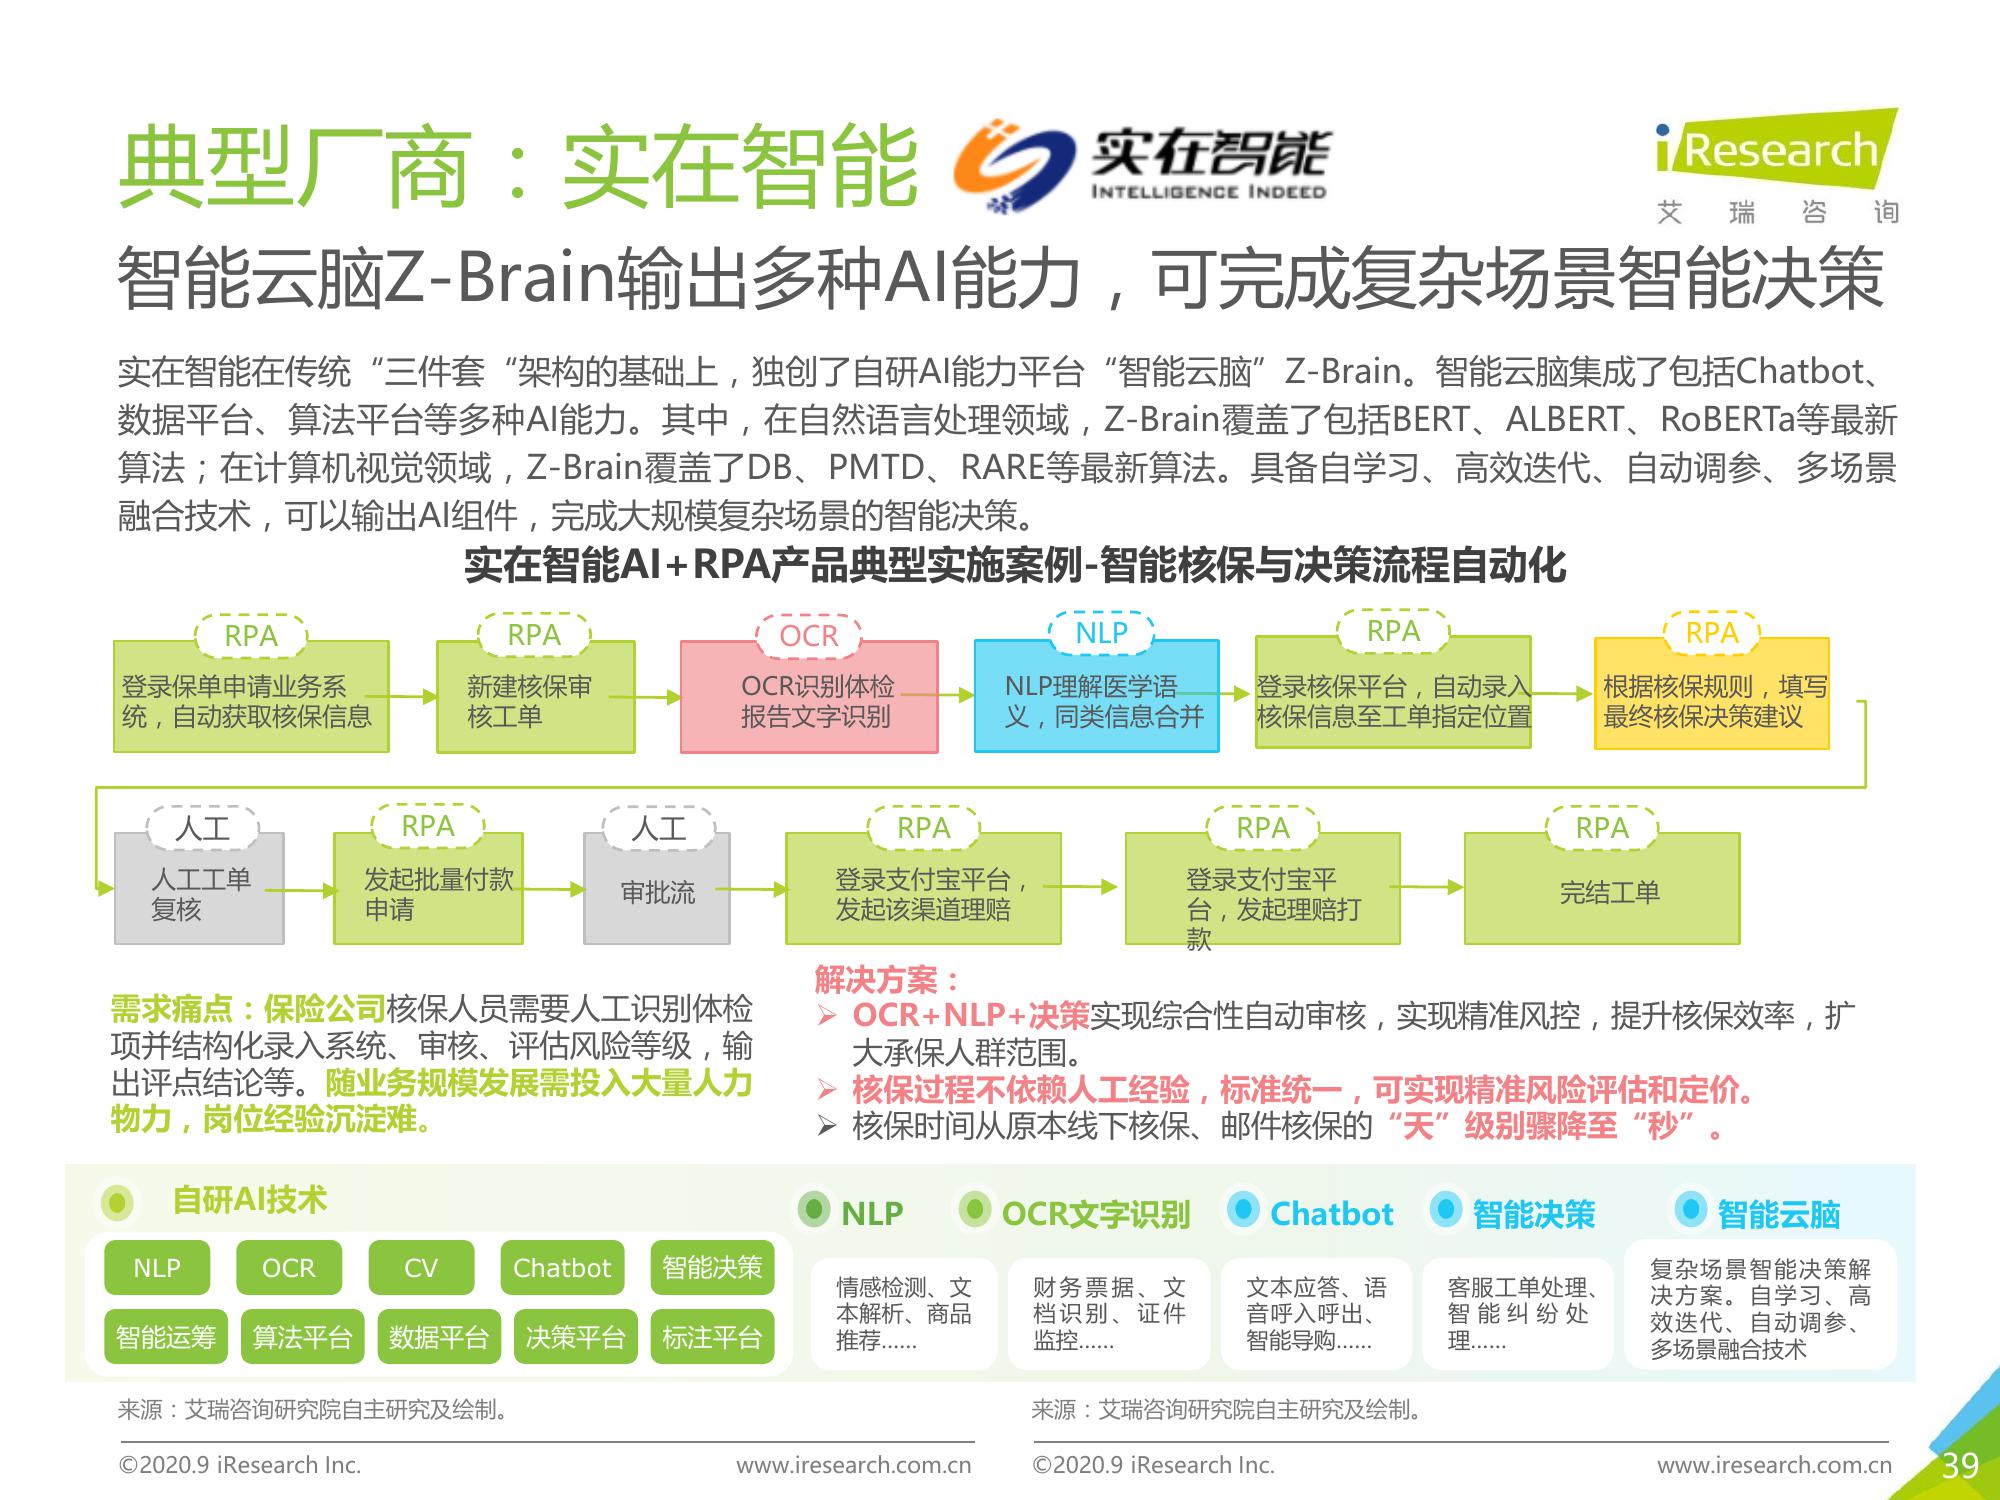 典型厂商：实在智能
实在智能
INTELLIGENCE INDEED
iResearch
艾瑞咨询
智能云脑Z-Brain输出多种AI能力，可完成复杂场景智能决策
实在智能在传统“三件套“架构的基础上，独创了自研AI能力平台“智能云脑”Z-Brain。智能云脑集成了包括Chatbot、
数据平台、算法平台等多种AI能力。其中，在自然语言处理领域，Z-Brain覆盖了包括BERT、ALBERT、RoBERTa等最新
算法；在计算机视觉领域，Z-Brain覆盖了DB、PMTD、RARE等最新算法。具备自学习、高效迭代、自动调参、多场景
融合技术，可以输出AI组件，完成大规模复杂场景的智能决策。
实在智能AI+RPA产品典型实施案例-智能核保与决策流程自动化
RPA
登录保单申请业务系
统，自动获取核保信息
RPA
新建核保审
核工单
OCR
OCR识别体检
报告文字识别
NLP
NLP理解医学语
义，同类信息合并
RPA
登录核保平台，自动录入
核保信息至工单指定位置
RPA
根据核保规则，填写
最终核保决策建议
人工
人工工单
复核
RPA
发起批量付款
申请
人工
审批流
RPA
登录支付宝平台，
发起该渠道理赔
RPA
登录支付宝平
台，发起理赔打
款
RPA
完结工单
需求痛点：保险公司核保人员需要人工识别体检
项并结构化录入系统、审核、评估风险等级，输
出评点结论等。随业务规模发展需投入大量人力
物力，岗位经验沉淀难。
解决方案：
➢ OCR+NLP+决策实现综合性自动审核，实现精准风控，提升核保效率，扩
大承保人群范围。
➢ 核保过程不依赖人工经验，标准统一，可实现精准风险评估和定价。
➢ 核保时间从原本线下核保、邮件核保的“天”级别骤降至“秒”。
自研AI技术
NLP
OCR
CV
Chatbot
智能决策
智能运筹
算法平台
数据平台
决策平台
标注平台
NLP
情感检测、文
本解析、商品
推荐……
OCR文字识别
财务票据、文
档识别、证件
监控……
Chatbot
文本应答、语
音呼入呼出、
智能导购……
智能决策
客服工单处理、
智能纠纷处
理……
智能云脑
复杂场景智能决策解
决方案。自学习、高
效迭代、自动调参、
多场景融合技术
来源：艾瑞咨询研究院自主研究及绘制。
来源：艾瑞咨询研究院自主研究及绘制。
©2020.9 iResearch Inc.
www.iresearch.com.cn
©2020.9 iResearch Inc.
www.iresearch.com.cn
39